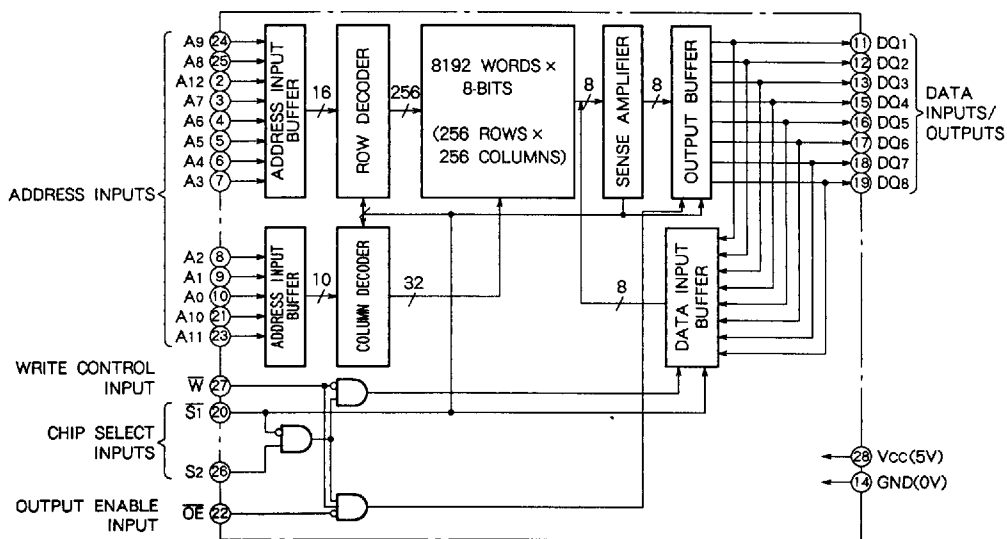 ADDRESS INPUTS
A9 24
A8 25
A12 2
A7 3
A6 4
A5 5
A4 6
A3 7
A2 8
A1 9
A0 10
A10 21
A11 23
ADDRESS INPUT
BUFFER
16
ROW DECODER
256
8192 WORDS ×
8-BITS
(256 ROWS ×
256 COLUMNS)
8
SENSE AMPLIFIER
8
OUTPUT BUFFER
11 DQ1
12 DQ2
13 DQ3
15 DQ4
16 DQ5
17 DQ6
18 DQ7
19 DQ8
DATA
INPUTS/
OUTPUTS
ADDRESS INPUT
BUFFER
10
COLUMN DECODER
32
8
DATA INPUT
BUFFER
WRITE CONTROL
INPUT
W̅ 27
CHIP SELECT
INPUTS
S̅1̅ 20
S2 26
OUTPUT ENABLE
INPUT
O̅E̅ 22
28 VCC(5V)
14 GND(0V)